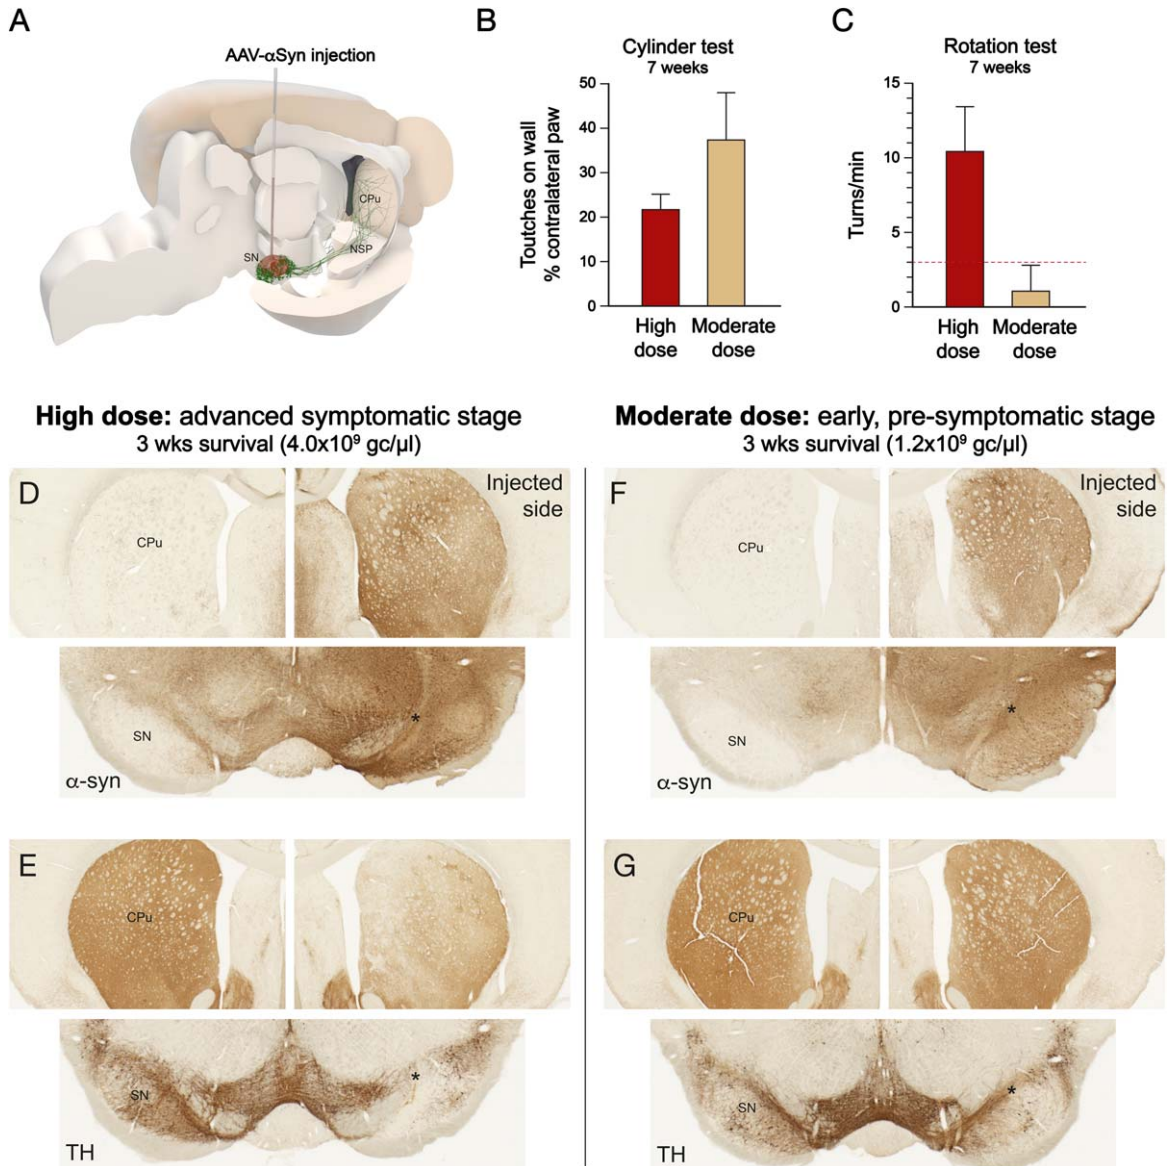 A
AAV-αSyn injection
CPu
SN
NSP
B
Cylinder test
7 weeks
Toutches on wall
% contralateral paw
50
40
30
20
10
0
High
dose
Moderate
dose
C
Rotation test
7 weeks
Turns/min
15
10
5
0
High
dose
Moderate
dose
High dose: advanced symptomatic stage
3 wks survival (4.0x10⁹ gc/µl)
D
Injected
side
CPu
SN
*
α-syn
E
CPu
SN
*
TH
Moderate dose: early, pre-symptomatic stage
3 wks survival (1.2x10⁹ gc/µl)
F
Injected
side
CPu
SN
*
α-syn
G
CPu
SN
*
TH